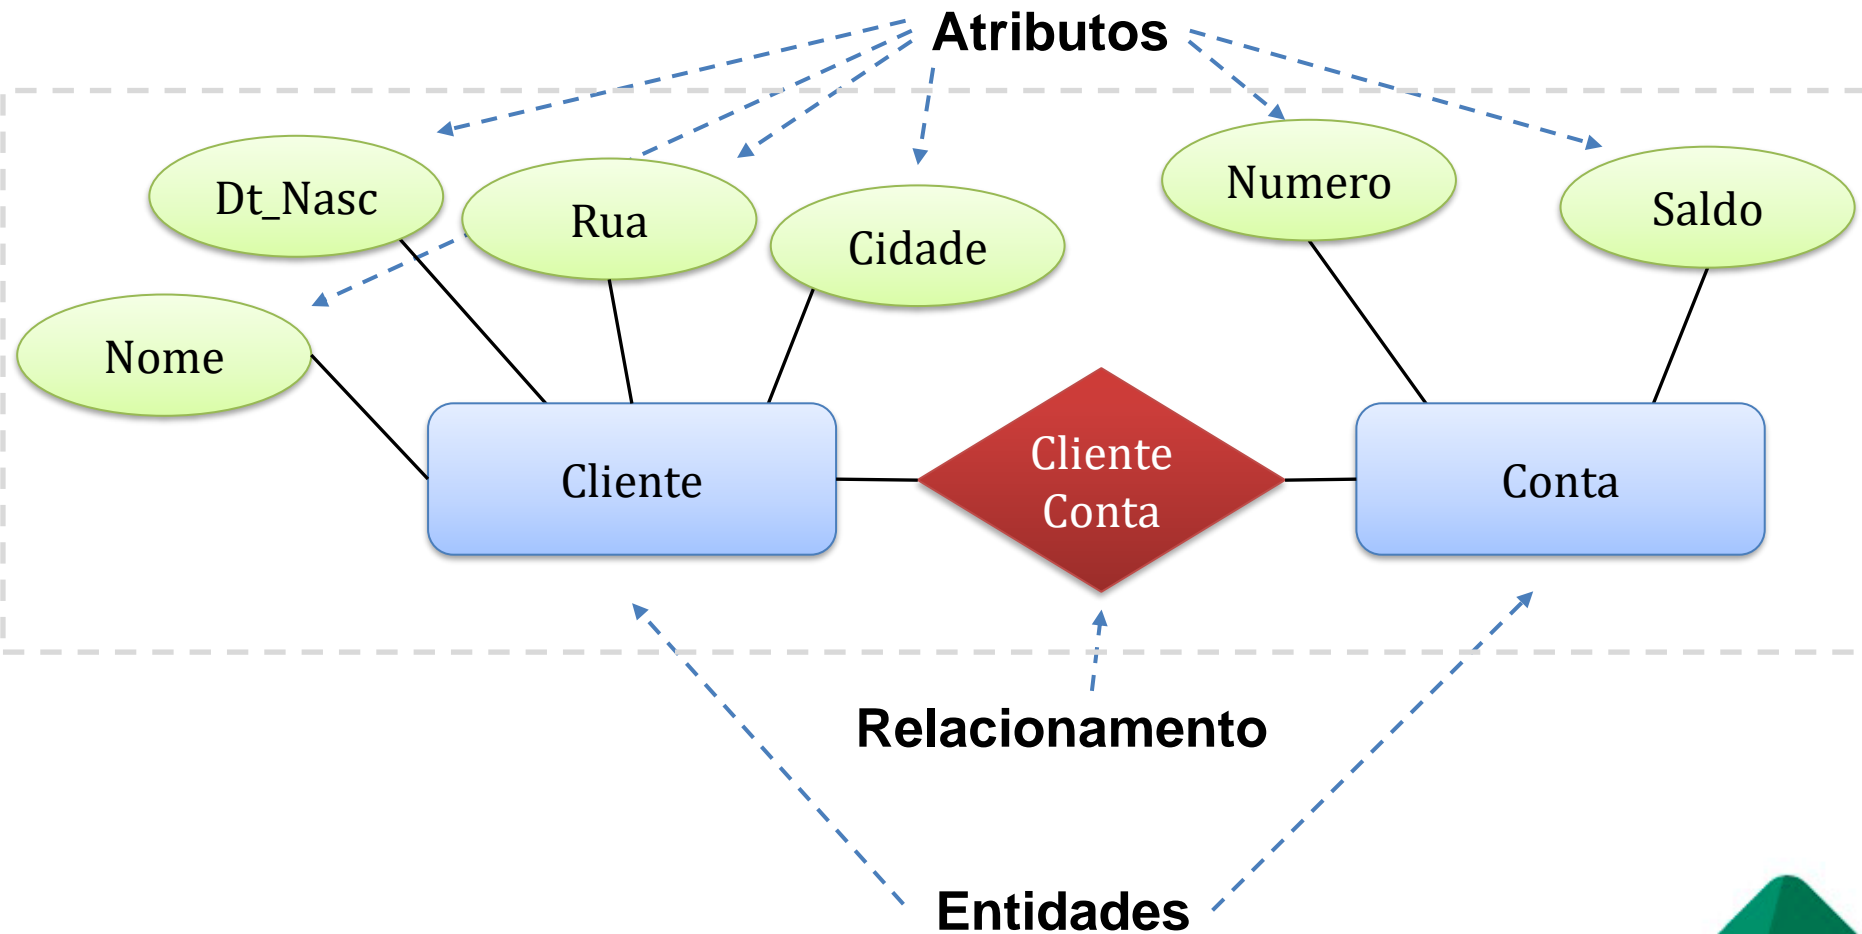 Atributos
Dt_Nasc
Rua
Cidade
Numero
Saldo
Nome
Cliente
Cliente
Conta
Conta
Relacionamento
Entidades